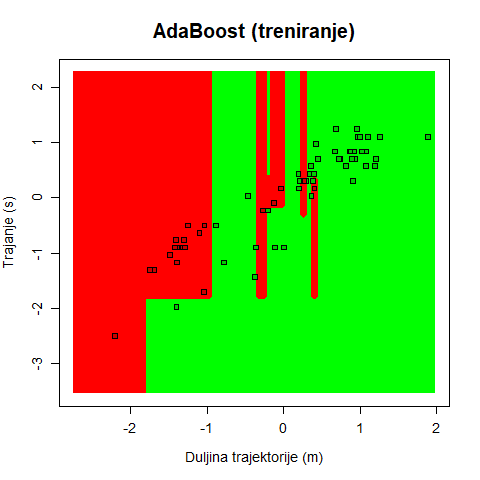 AdaBoost (treniranje)
2
1
0
-1
-2
-3
Trajanje (s)
-2 -1 0 1 2
Duljina trajektorije (m)